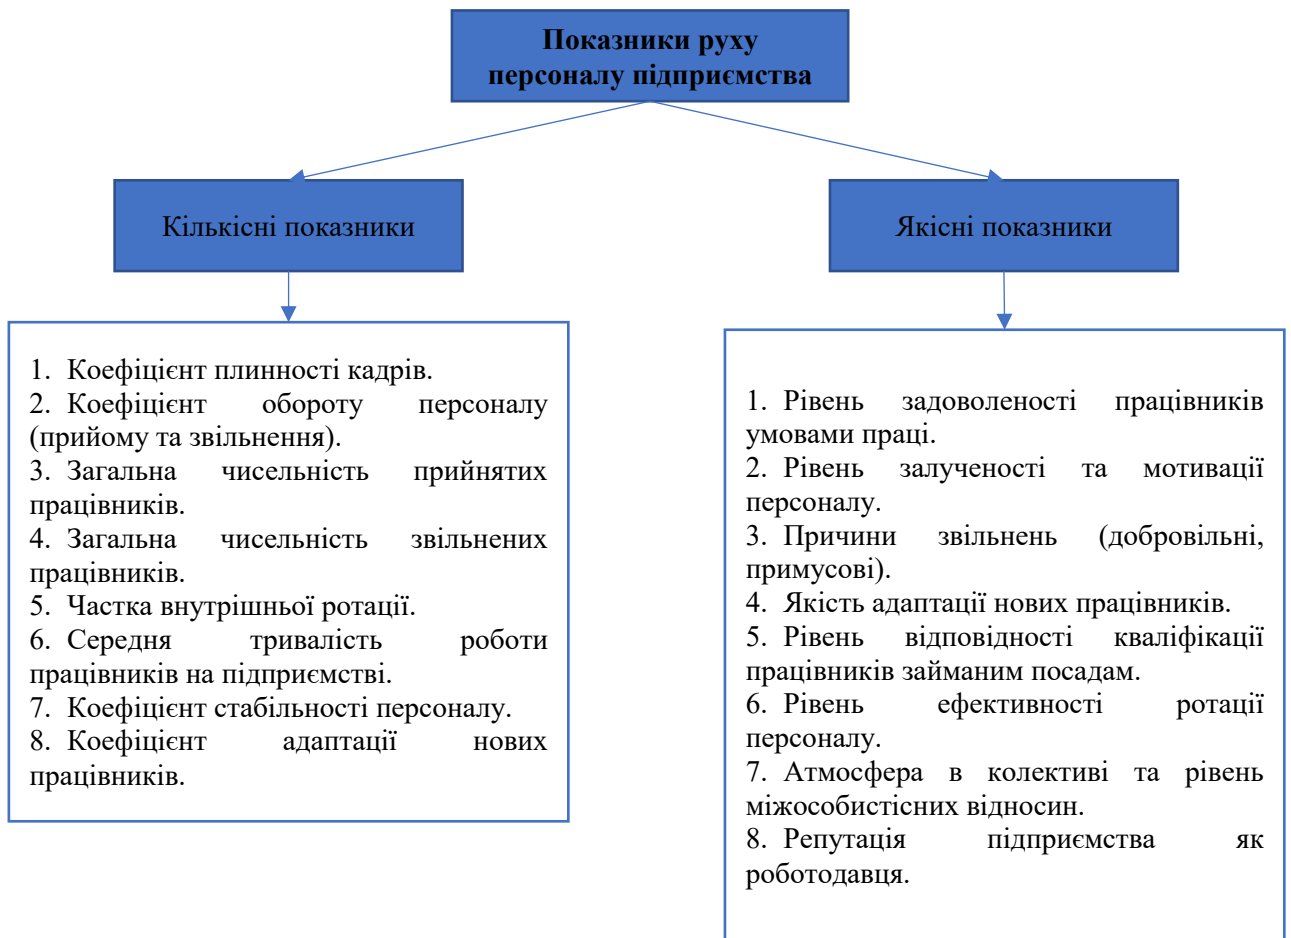 Показники руху
персоналу підприємства
Кількісні показники
Якісні показники
1. Коефіцієнт плинності кадрів.
2. Коефіцієнт обороту персоналу
(прийому та звільнення).
3. Загальна чисельність прийнятих
працівників.
4. Загальна чисельність звільнених
працівників.
5. Частка внутрішньої ротації.
6. Середня тривалість роботи
працівників на підприємстві.
7. Коефіцієнт стабільності персоналу.
8. Коефіцієнт адаптації нових
працівників.
1. Рівень задоволеності працівників
умовами праці.
2. Рівень залученості та мотивації
персоналу.
3. Причини звільнень (добровільні,
примусові).
4. Якість адаптації нових працівників.
5. Рівень відповідності кваліфікації
працівників займаним посадам.
6. Рівень ефективності ротації
персоналу.
7. Атмосфера в колективі та рівень
міжособистісних відносин.
8. Репутація підприємства як
роботодавця.